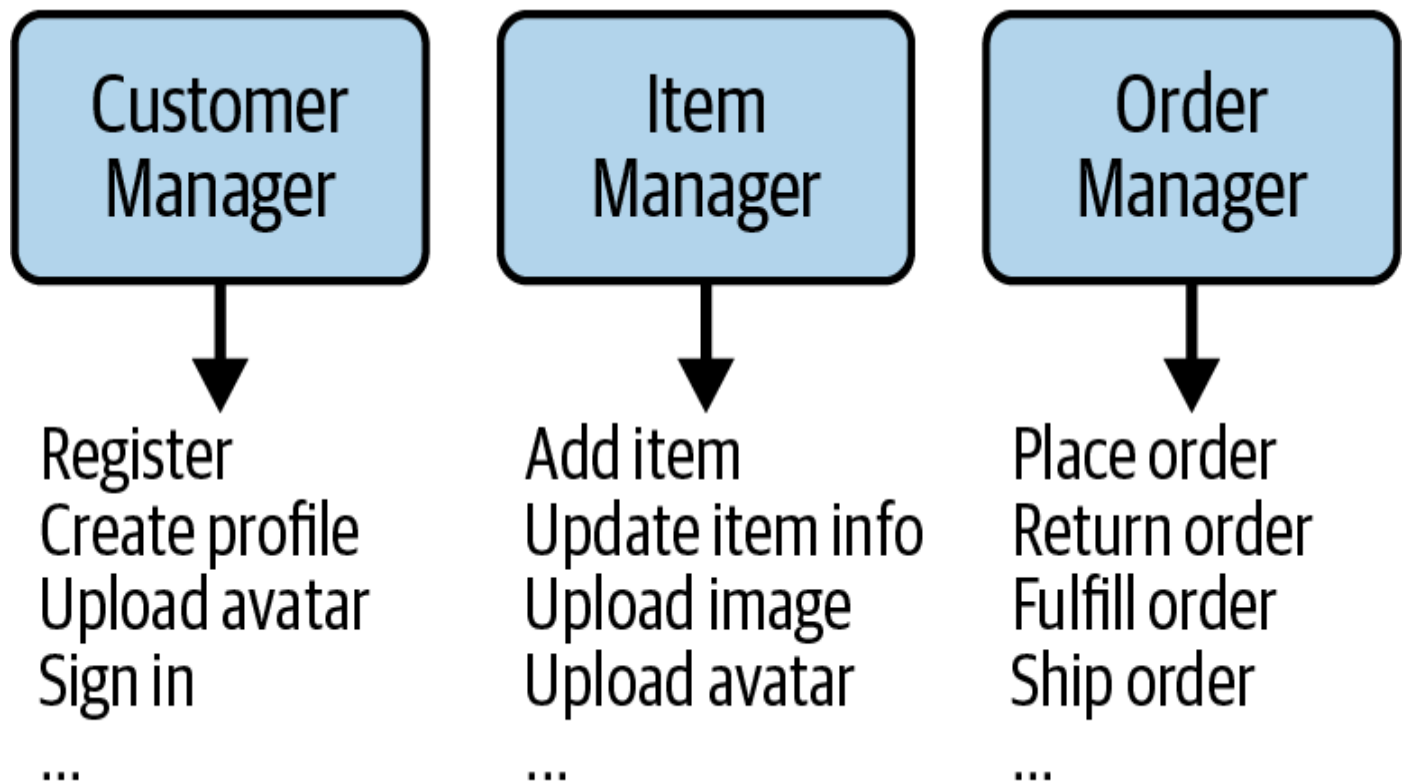 Customer
Manager
Register
Create profile
Upload avatar
Sign in
...
Item
Manager
Add item
Update item info
Upload image
Upload avatar
...
Order
Manager
Place order
Return order
Fulfill order
Ship order
...